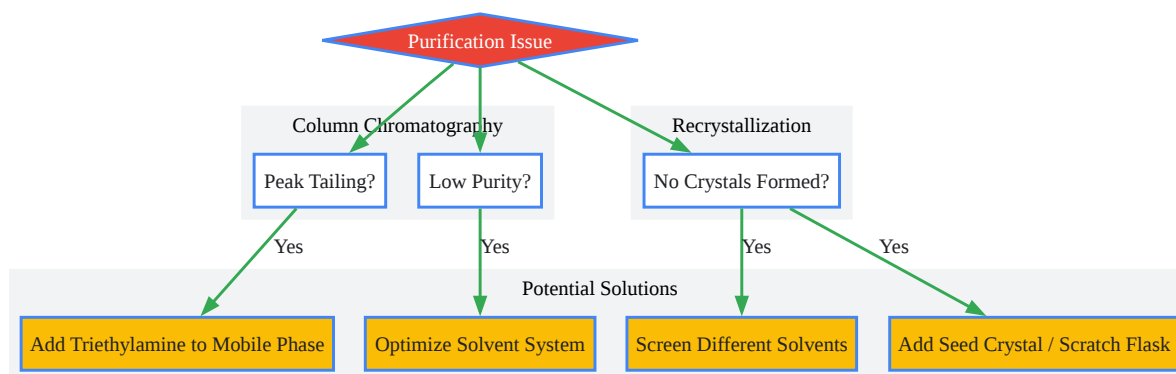 Purification Issue
Column Chromatography
Recrystallization
Peak Tailing?
Low Purity?
No Crystals Formed?
Yes
Yes
Yes
Yes
Potential Solutions
Add Triethylamine to Mobile Phase
Optimize Solvent System
Screen Different Solvents
Add Seed Crystal / Scratch Flask